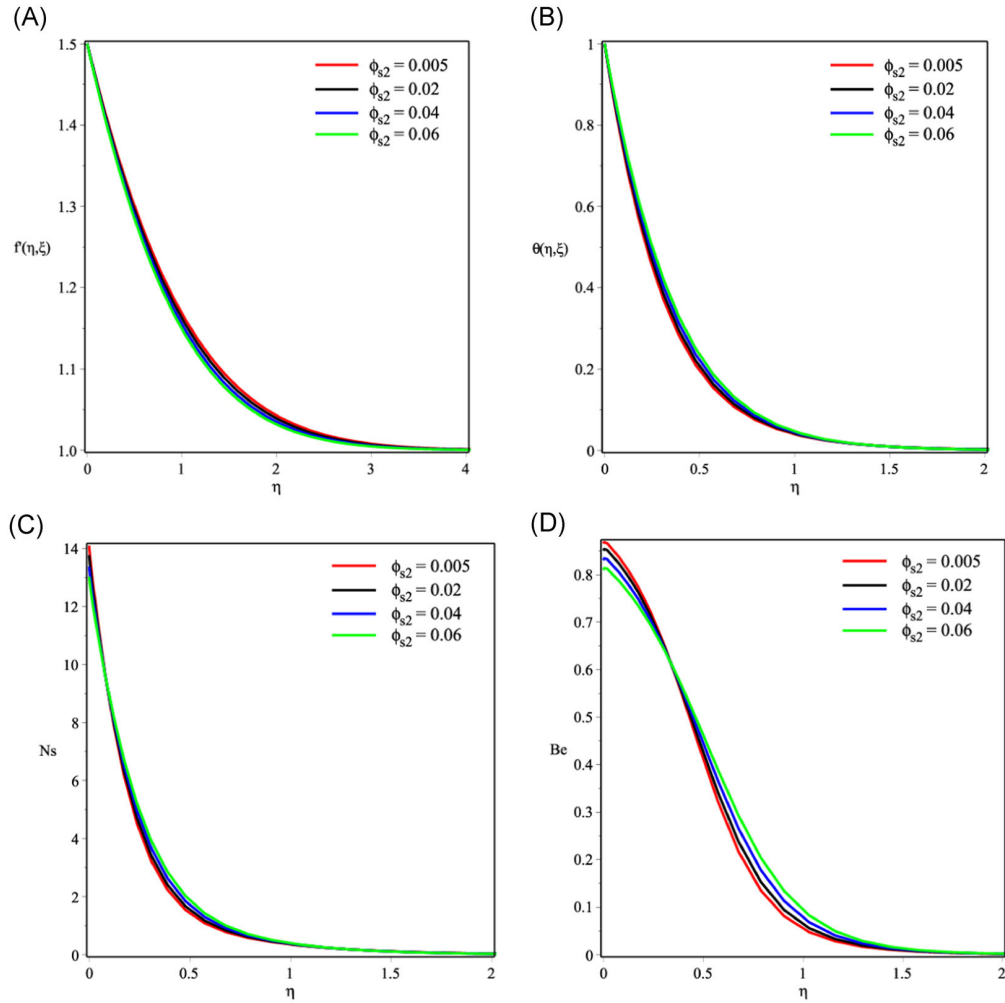 (A)
1.5
1.4
1.3
f'(η,ξ)
1.2
1.1
1.0
0 1 2 3 4
η
ϕs2 = 0.005
ϕs2 = 0.02
ϕs2 = 0.04
ϕs2 = 0.06
(B)
1
0.8
0.6
θ(η,ξ)
0.4
0.2
0
0 0.5 1 1.5 2
η
ϕs2 = 0.005
ϕs2 = 0.02
ϕs2 = 0.04
ϕs2 = 0.06
(C)
14
12
10
8
Ns
6
4
2
0
0 0.5 1 1.5 2
η
ϕs2 = 0.005
ϕs2 = 0.02
ϕs2 = 0.04
ϕs2 = 0.06
(D)
0.8
0.7
0.6
0.5
Be
0.4
0.3
0.2
0.1
0
0 0.5 1 1.5 2
η
ϕs2 = 0.005
ϕs2 = 0.02
ϕs2 = 0.04
ϕs2 = 0.06